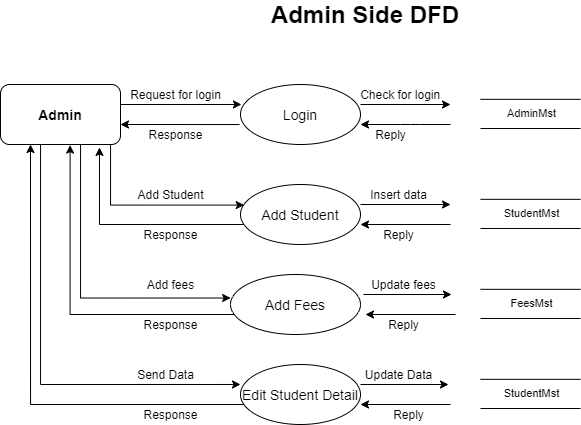 Admin Side DFD
Admin
Request for login
Login
Check for login
AdminMst
Response
Reply
Add Student
Add Student
Insert data
StudentMst
Response
Reply
Add fees
Add Fees
Update fees
FeesMst
Response
Reply
Send Data
Edit Student Detail
Update Data
StudentMst
Response
Reply